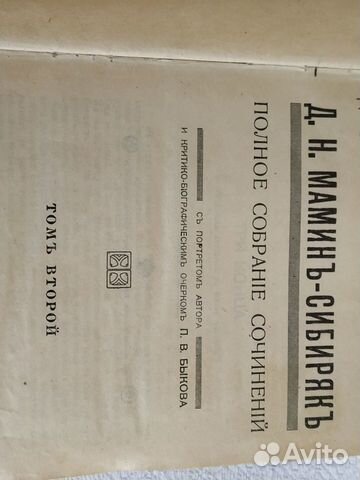 Д. Н. МАМИНЪ-СИБИРЯКЪ
ПОЛНОЕ СОБРАНІЕ СОЧИНЕНІЙ
СЪ ПОРТРЕТОМЪ АВТОРА
И КРИТИКО-БІОГРАФИЧЕСКИМЪ ОЧЕРКОМЪ П. В. БЫКОВА
ТОМЪ ВТОРОЙ
Avito